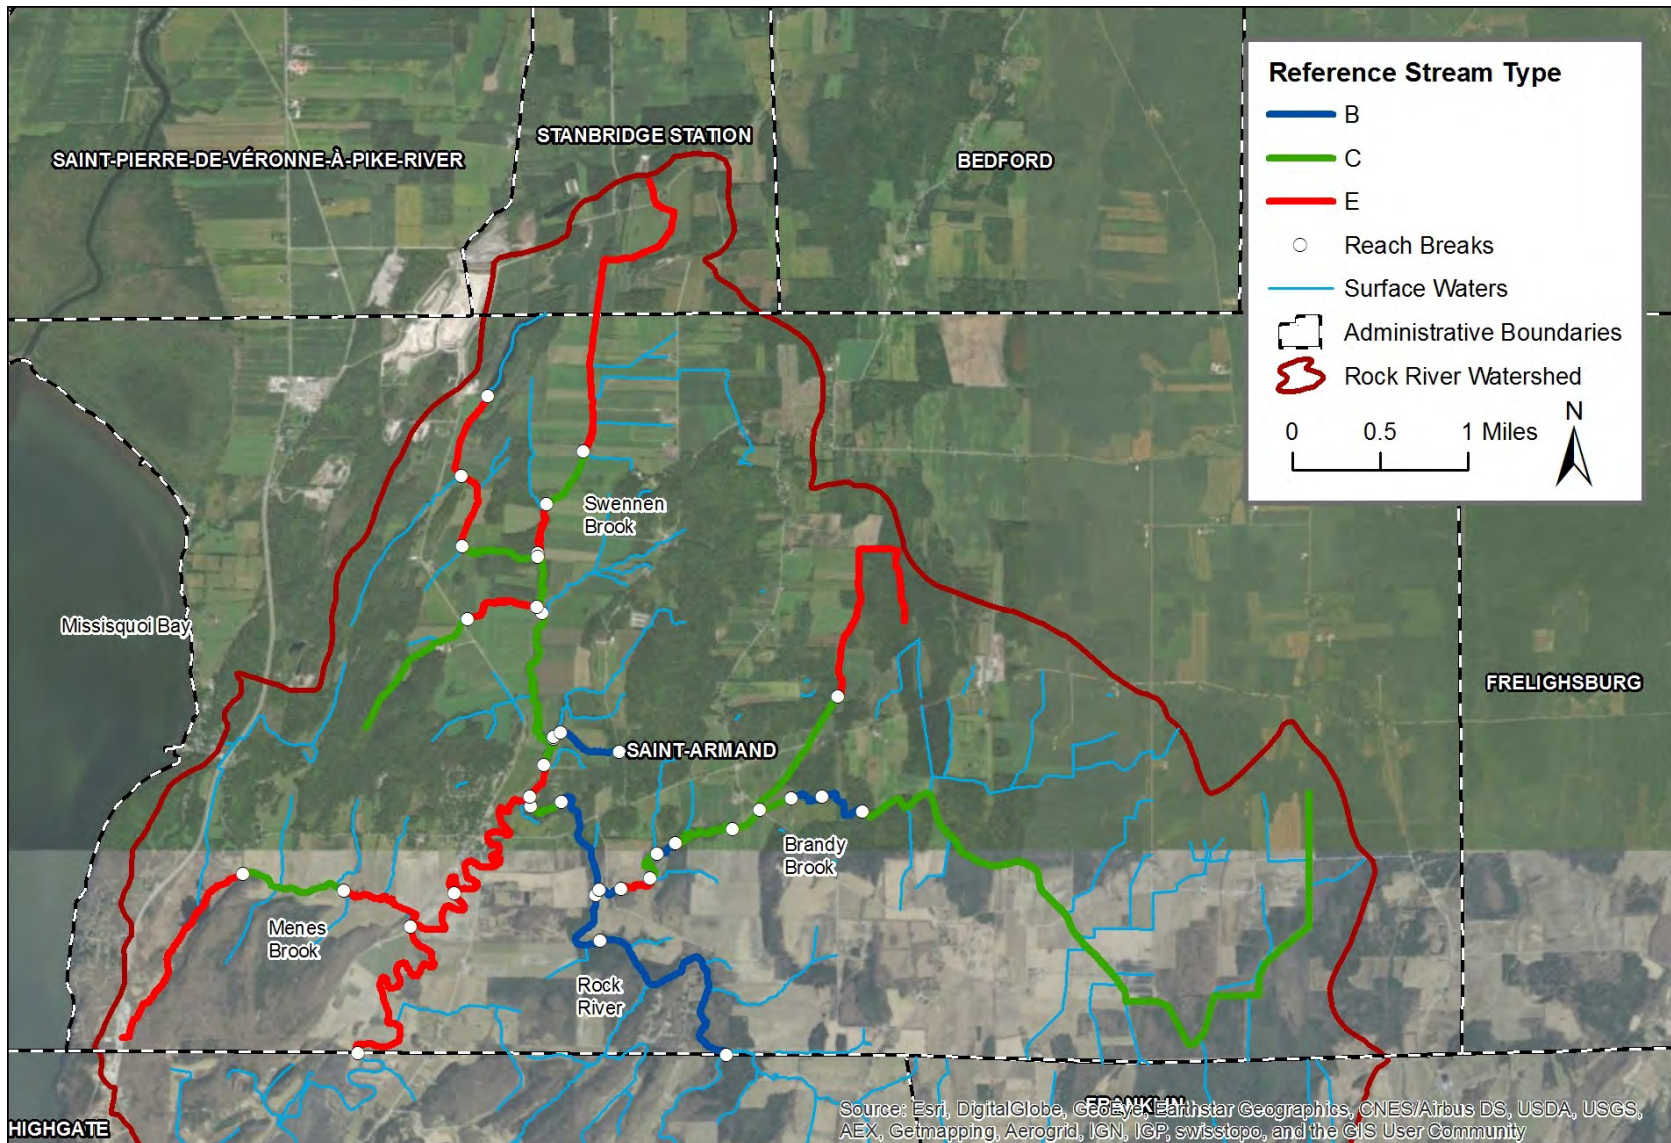 Reference Stream Type
B
C
E
Reach Breaks
Surface Waters
Administrative Boundaries
Rock River Watershed
0 0.5 1 Miles
N
STANBRIDGE STATION
SAINT-PIERRE-DE-VÉRONNE-À-PIKE-RIVER
BEDFORD
Swennen
Brook
Missisquoi Bay
FRELIGHSBURG
SAINT-ARMAND
Brandy
Brook
Menes
Brook
Rock
River
FRANKLIN
HIGHGATE
Source: Esri, DigitalGlobe, GeoEye, Earthstar Geographics, CNES/Airbus DS, USDA, USGS,
AEX, Getmapping, Aerogrid, IGN, IGP, swisstopo, and the GIS User Community